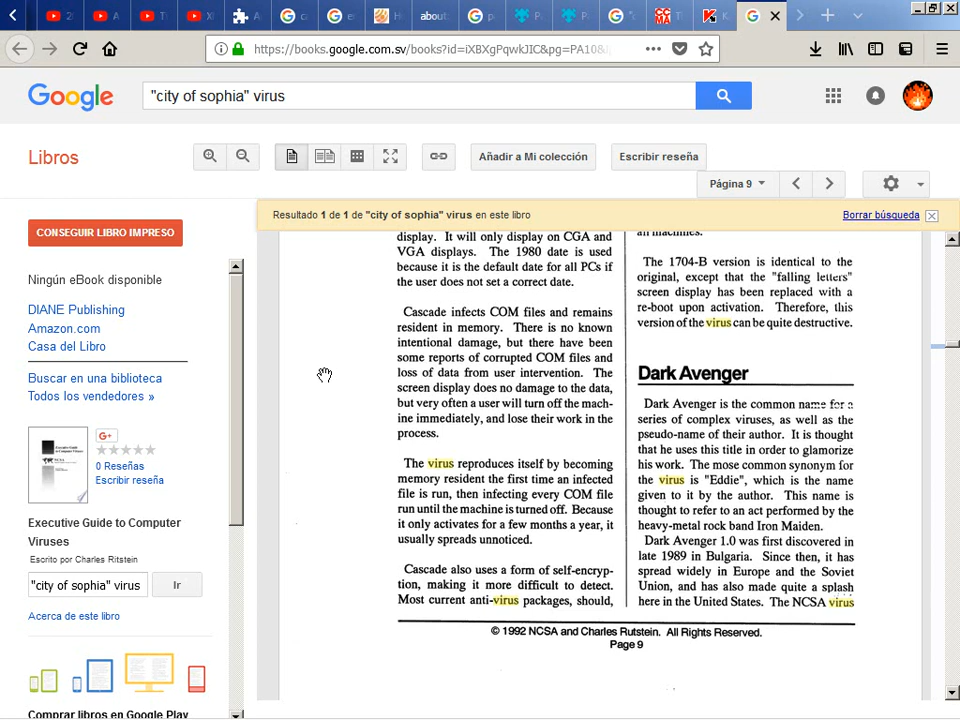 T
A
T
XI
A
c
e
H
about:
p
P
P
"c
CC MA
T
K.
https://books.google.com.sv/books?id=iXBXgPqwkJIC&pg=PA10&
Google
"city of sophia" virus
Libros
Añadir a Mi colección
Escribir reseña
Página 9
CONSEGUIR LIBRO IMPRESO
Ningún eBook disponible
DIANE Publishing
Amazon.com
Casa del Libro
Buscar en una biblioteca
Todos los vendedores »
G+
0 Reseñas
Escribir reseña
Executive Guide to Computer
Viruses
Escrito por Charles Ritstein
"city of sophia" virus
Ir
Acerca de este libro
Comprar libros en Google Play
Resultado 1 de 1 de "city of sophia" virus en este libro
Borrar búsqueda
display. It will only display on CGA and
VGA displays. The 1980 date is used
because it is the default date for all PCs if
the user does not set a correct date.
Cascade infects COM files and remains
resident in memory. There is no known
intentional damage, but there have been
some reports of corrupted COM files and
loss of data from user intervention. The
screen display does no damage to the data,
but very often a user will turn off the mach-
ine immediately, and lose their work in the
process.
The virus reproduces itself by becoming
memory resident the first time an infected
file is run, then infecting every COM file
run until the machine is turned off. Because
it only activates for a few months a year, it
usually spreads unnoticed.
Cascade also uses a form of self-encryp-
tion, making it more difficult to detect.
Most current anti-virus packages, should,
all machines.
The 1704-B version is identical to the
original, except that the "falling letters"
screen display has been replaced with a
re-boot upon activation. Therefore, this
version of the virus can be quite destructive.
Dark Avenger
Dark Avenger is the common name for a
series of complex viruses, as well as the
pseudo-name of their author. It is thought
that he uses this title in order to glamorize
his work. The mose common synonym for
the virus is "Eddie", which is the name
given to it by the author. This name is
thought to refer to an act performed by the
heavy-metal rock band Iron Maiden.
Dark Avenger 1.0 was first discovered in
late 1989 in Bulgaria. Since then, it has
spread widely in Europe and the Soviet
Union, and has also made quite a splash
here in the United States. The NCSA virus
© 1992 NCSA and Charles Rutstein. All Rights Reserved.
Page 9